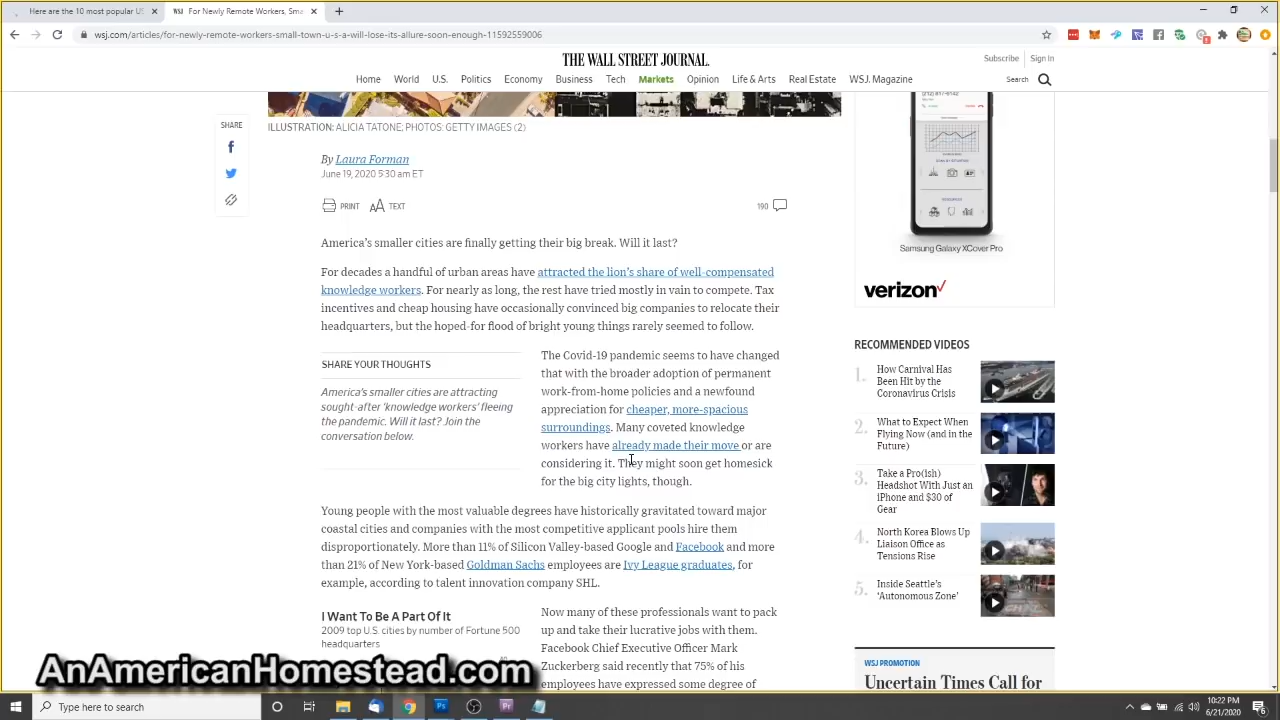 Here are the 10 most populous US
WSJ For Newly Remote Workers, Sma
wsj.com/articles/for-newly-remote-workers-small-town-u-s-a-will-lose-its-allure-soon-enough-11592559006
THE WALL STREET JOURNAL.
Subscribe
Sign In
Home
World
U.S.
Politics
Economy
Business
Tech
Markets
Opinion
Life & Arts
Real Estate
WSJ. Magazine
Search
SHARE
ILLUSTRATION: ALICIA TATONE; PHOTOS: GETTY IMAGES (2)
By Laura Forman
June 19, 2020 5:30 am ET
PRINT
AA TEXT
190
America's smaller cities are finally getting their big break. Will it last?
For decades a handful of urban areas have attracted the lion's share of well-compensated
knowledge workers. For nearly as long, the rest have tried mostly in vain to compete. Tax
incentives and cheap housing have occasionally convinced big companies to relocate their
headquarters, but the hoped-for flood of bright young things rarely seemed to follow.
SHARE YOUR THOUGHTS
America's smaller cities are attracting
sought-after 'knowledge workers' fleeing
the pandemic. Will it last? Join the
conversation below.
The Covid-19 pandemic seems to have changed
that with the broader adoption of permanent
work-from-home policies and a newfound
appreciation for cheaper, more-spacious
surroundings. Many coveted knowledge
workers have already made their move or are
considering it. They might soon get homesick
for the big city lights, though.
Young people with the most valuable degrees have historically gravitated toward major
coastal cities and companies with the most competitive applicant pools hire them
disproportionately. More than 11% of Silicon Valley-based Google and Facebook and more
than 21% of New York-based Goldman Sachs employees are Ivy League graduates, for
example, according to talent innovation company SHL.
I Want To Be A Part Of It
2009 top U.S. cities by number of Fortune 500
headquarters
Now many of these professionals want to pack
up and take their lucrative jobs with them.
Facebook Chief Executive Officer Mark
Zuckerberg said recently that 75% of his
employees have expressed some degree of
Samsung Galaxy XCover Pro
verizon
RECOMMENDED VIDEOS
1. How Carnival Has
Been Hit by the
Coronavirus Crisis
2. What to Expect When
Flying Now (and in the
Future)
3. Take a Pro(ish)
Headshot With Just an
iPhone and $30 of
Gear
4. North Korea Blows Up
Liaison Office as
Tensions Rise
5. Inside Seattle's
'Autonomous Zone'
WSJ PROMOTION
Uncertain Times Call for
AnAmericanHomestead.com
Type here to search
10:22 PM
6/21/2020